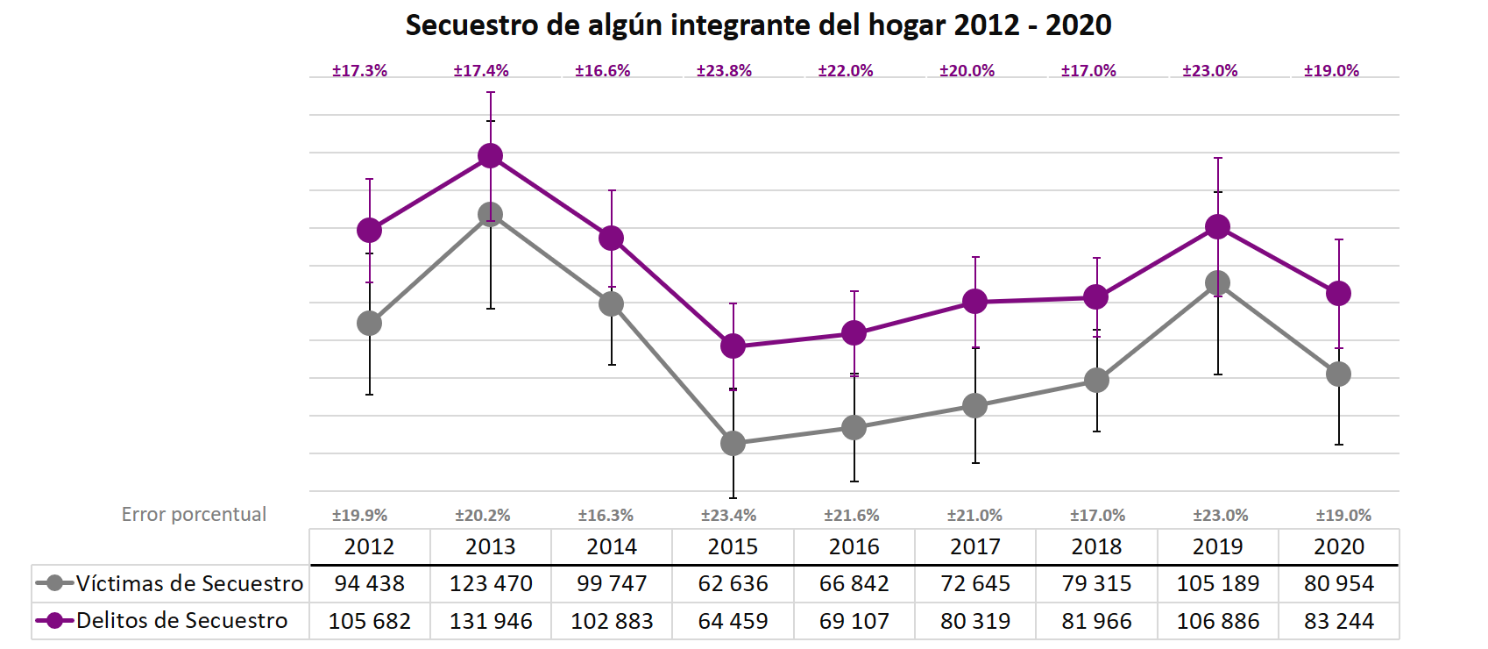 Secuestro de algún integrante del hogar 2012 - 2020
±17.3% ±17.4% ±16.6% ±23.8% ±22.0% ±20.0% ±17.0% ±23.0% ±19.0%
Error porcentual ±19.9% ±20.2% ±16.3% ±23.4% ±21.6% ±21.0% ±17.0% ±23.0% ±19.0%
2012 2013 2014 2015 2016 2017 2018 2019 2020
Víctimas de Secuestro 94 438 123 470 99 747 62 636 66 842 72 645 79 315 105 189 80 954
Delitos de Secuestro 105 682 131 946 102 883 64 459 69 107 80 319 81 966 106 886 83 244